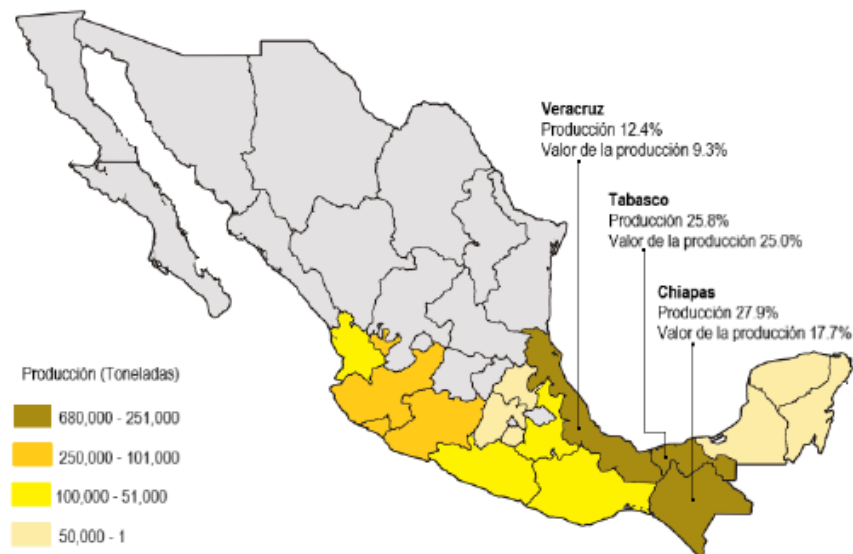 Veracruz
Producción 12.4%
Valor de la producción 9.3%
Tabasco
Producción 25.8%
Valor de la producción 25.0%
Chiapas
Producción 27.9%
Valor de la producción 17.7%
Producción (Toneladas)
680,000 - 251,000
250,000 - 101,000
100,000 - 51,000
50,000 - 1